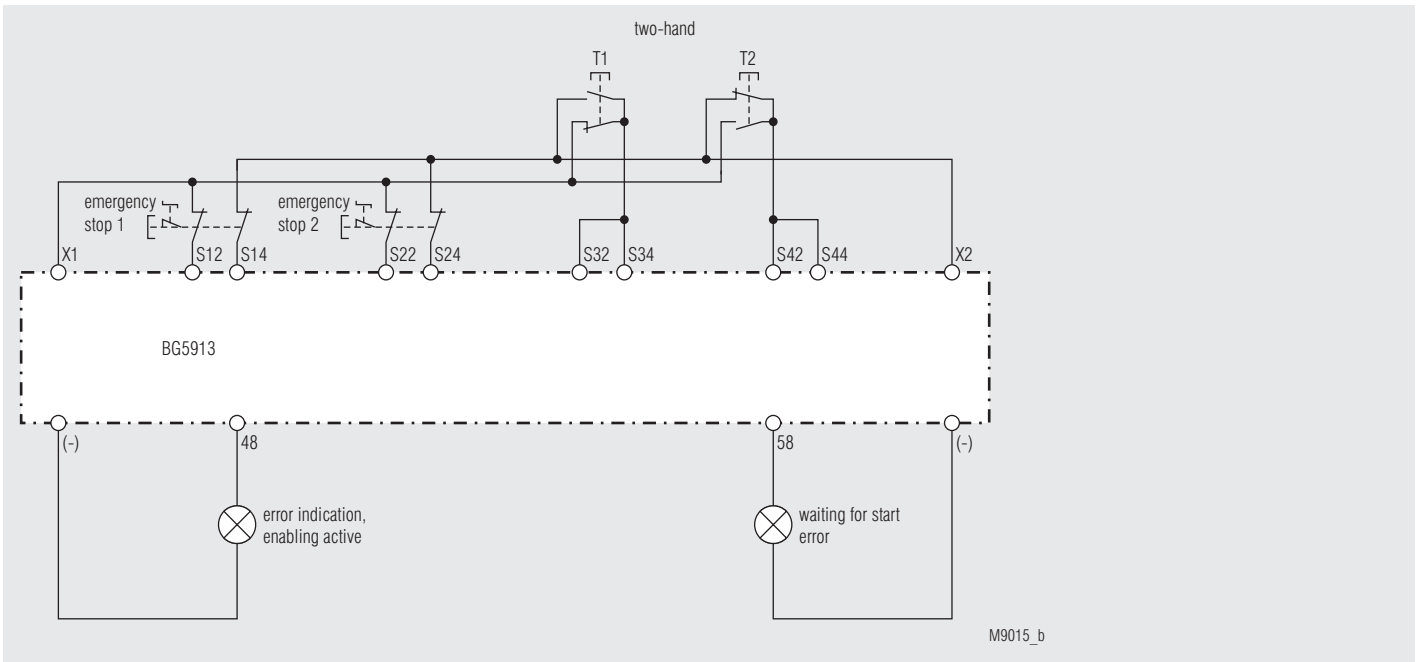 two-hand
T1
T2
emergency
stop 1
emergency
stop 2
X1
S12
S14
S22
S24
S32
S34
S42
S44
X2
BG5913
(-)
48
58
(-)
error indication,
enabling active
waiting for start
error
M9015_b